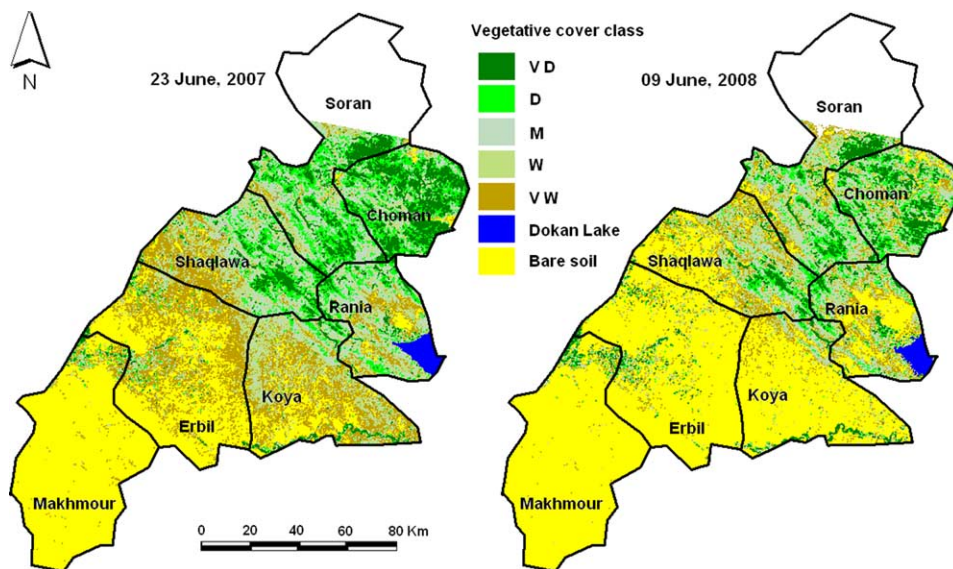 N
23 June, 2007
Soran
Choman
Shaqlawa
Rania
Koya
Erbil
Makhmour
0 20 40 60 80 Km
Vegetative cover class
V D
D
M
W
V W
Dokan Lake
Bare soil
09 June, 2008
Soran
Choman
Shaqlawa
Rania
Koya
Erbil
Makhmour